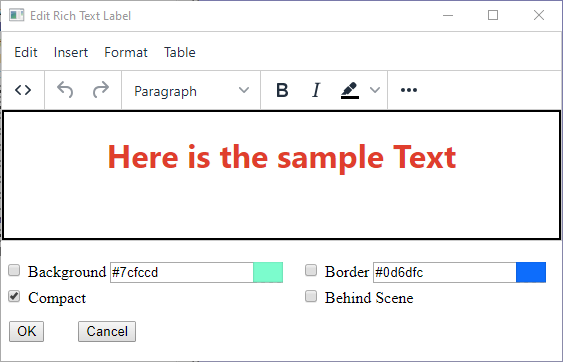 Edit Rich Text Label
Edit Insert Format Table
Paragraph B I
Here is the sample Text
Background #7cfccd Border #0d6dfc
Compact Behind Scene
OK Cancel